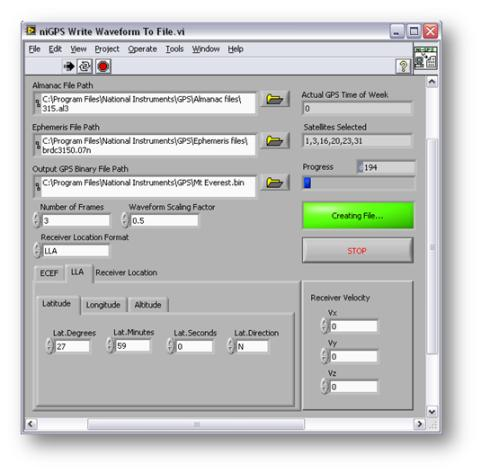 niGPS Write Waveform To File.vi
File Edit View Project Operate Tools Window Help
Almanac File Path
C:\Program Files\National Instruments\GPS\Almanac files\
315.al3
Actual GPS Time of Week
0
Ephemeris File Path
C:\Program Files\National Instruments\GPS\Ephemeris files\
brdc3150.07n
Satellites Selected
1,3,16,20,23,31
Output GPS Binary File Path
C:\Program Files\National Instruments\GPS\Mt Everest.bin
Progress 194
Number of Frames Waveform Scaling Factor
3 0.5
Creating File...
Receiver Location Format
LLA
STOP
ECEF LLA Receiver Location
Latitude Longitude Altitude
Lat.Degrees Lat.Minutes Lat.Seconds Lat.Direction
27 59 0 N
Receiver Velocity
Vx
0
Vy
0
Vz
0